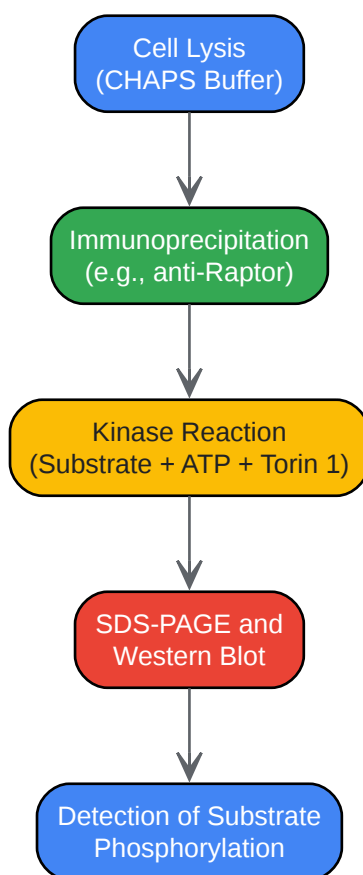 Cell Lysis
(CHAPS Buffer)
Immunoprecipitation
(e.g., anti-Raptor)
Kinase Reaction
(Substrate + ATP + Torin 1)
SDS-PAGE and
Western Blot
Detection of Substrate
Phosphorylation